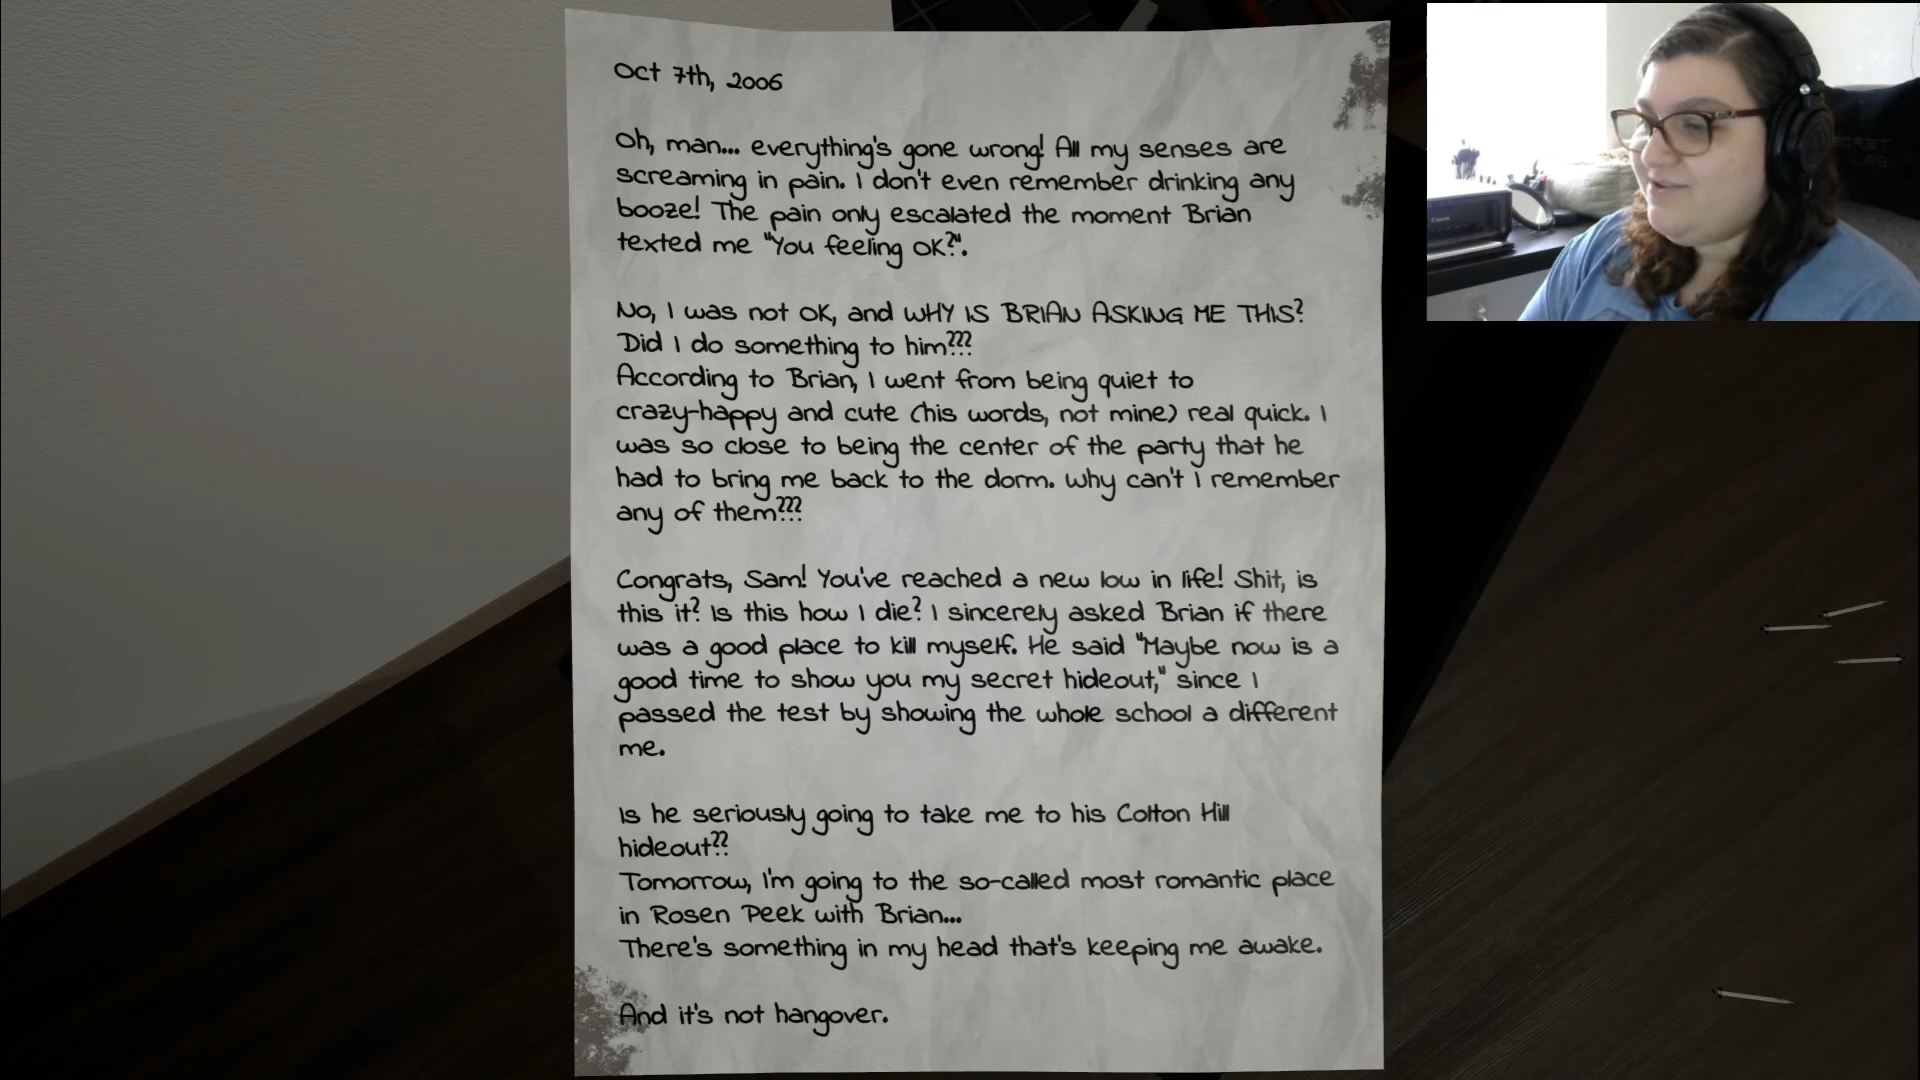 Oct 7th, 2006
Oh, man... everything's gone wrong! All my senses are
screaming in pain. I don't even remember drinking any
booze! The pain only escalated the moment Brian
texted me "You feeling OK?".
No, I was not OK, and WHY IS BRIAN ASKING ME THIS?
Did I do something to him???
According to Brian, I went from being quiet to
crazy-happy and cute (his words, not mine) real quick. I
was so close to being the center of the party that he
had to bring me back to the dorm. Why can't I remember
any of them???
Congrats, Sam! You've reached a new low in life! Shit, is
this it? Is this how I die? I sincerely asked Brian if there
was a good place to kill myself. He said "Maybe now is a
good time to show you my secret hideout," since I
passed the test by showing the whole school a different
me.
Is he seriously going to take me to his Colton Hill
hideout??
Tomorrow, I'm going to the so-called most romantic place
in Rosen Peek with Brian...
There's something in my head that's keeping me awake.
And it's not hangover.
Canon
LAB